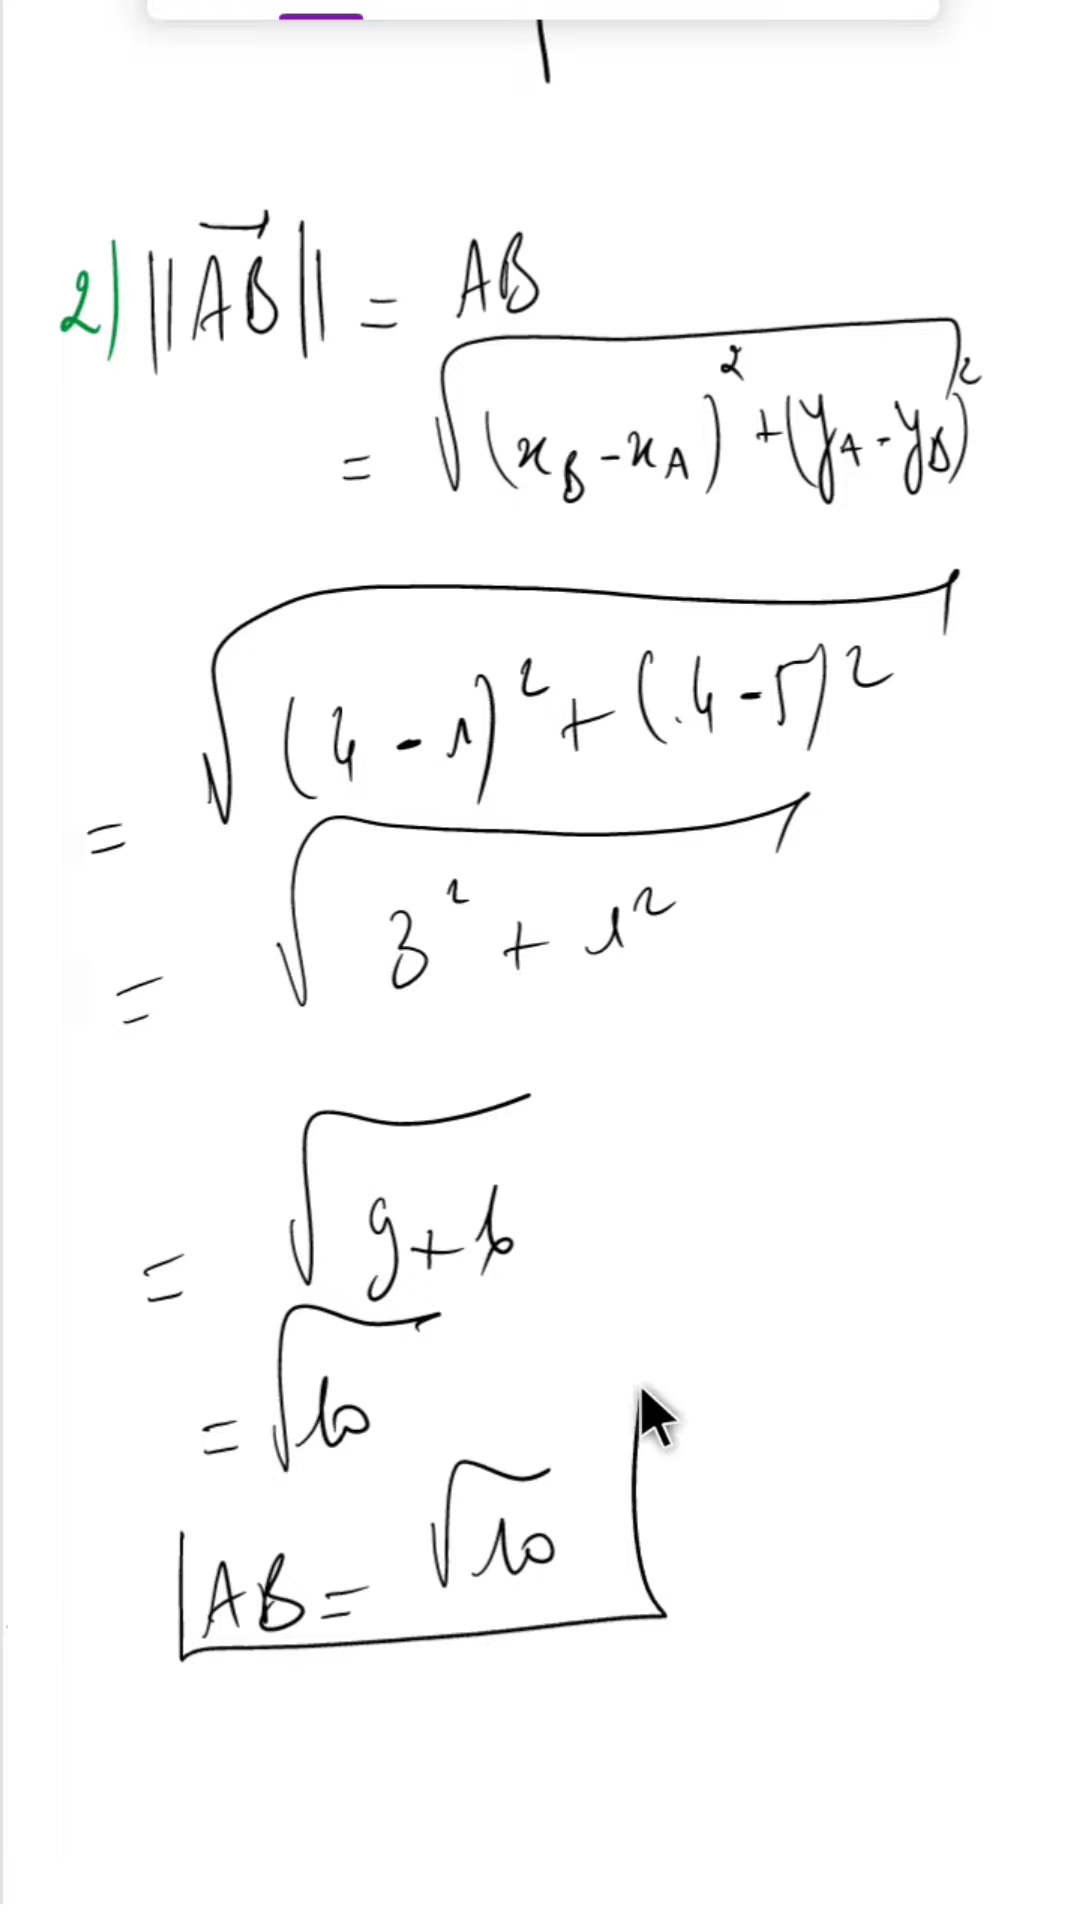 2) ||AB|| = AB
= √(x_B - x_A)² + (y_A - y_B)²
= √(4 - 1)² + (.4 - 5)²
= √3² + 1²
= √9 + 1
= √10
AB = √10